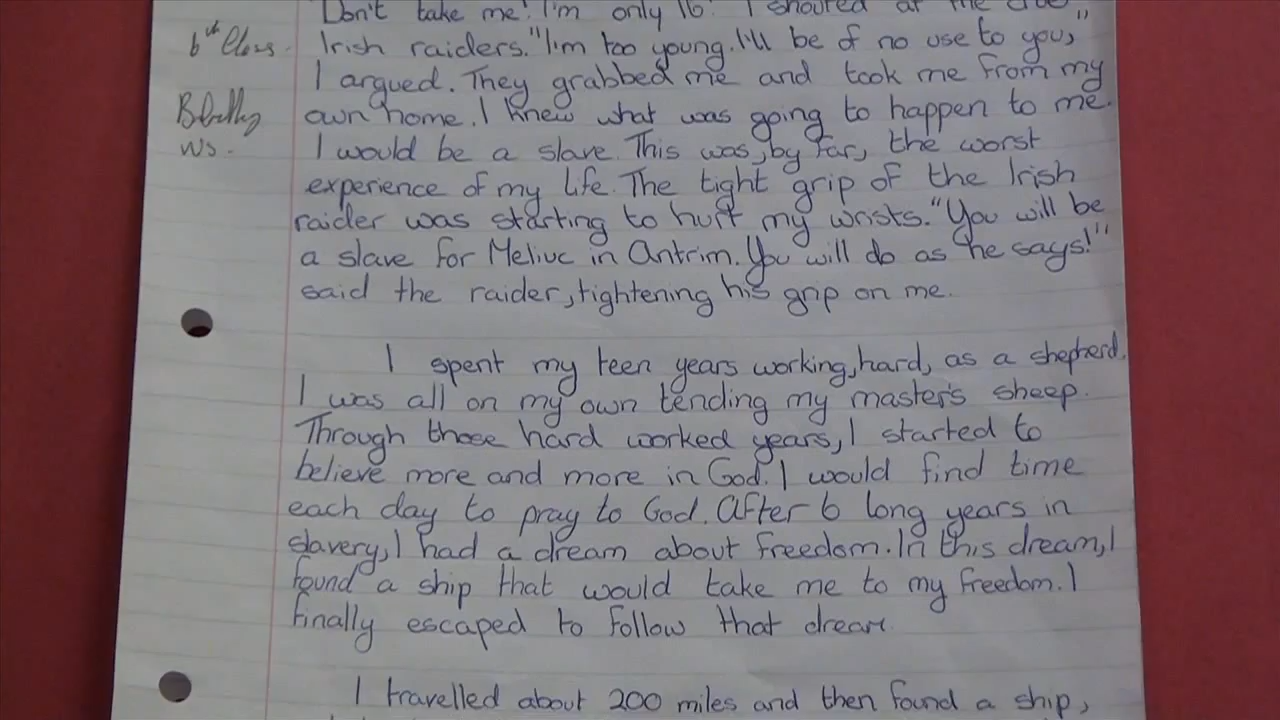 Don't take me! I'm only 16! I shouted at the
6th Class.
Irish raiders. "I'm too young. I'll be of no use to you,"
I argued. They grabbed me and took me from my
own home. I knew what was going to happen to me.
NS.
I would be a slave. This was, by far, the worst
experience of my life. The tight grip of the Irish
raider was starting to hurt my wrists. "You will be
a slave for Meliuc in Antrim. You will do as he says!"
said the raider, tightening his grip on me.
I spent my teen years working, hard, as a shepherd.
I was all on my own tending my master's sheep.
Through those hard worked years, I started to
believe more and more in God. I would find time
each day to pray to God. After 6 long years in
slavery, I had a dream about freedom. In this dream, I
found a ship that would take me to my freedom. I
finally escaped to follow that dream.
I travelled about 200 miles and then found a ship,